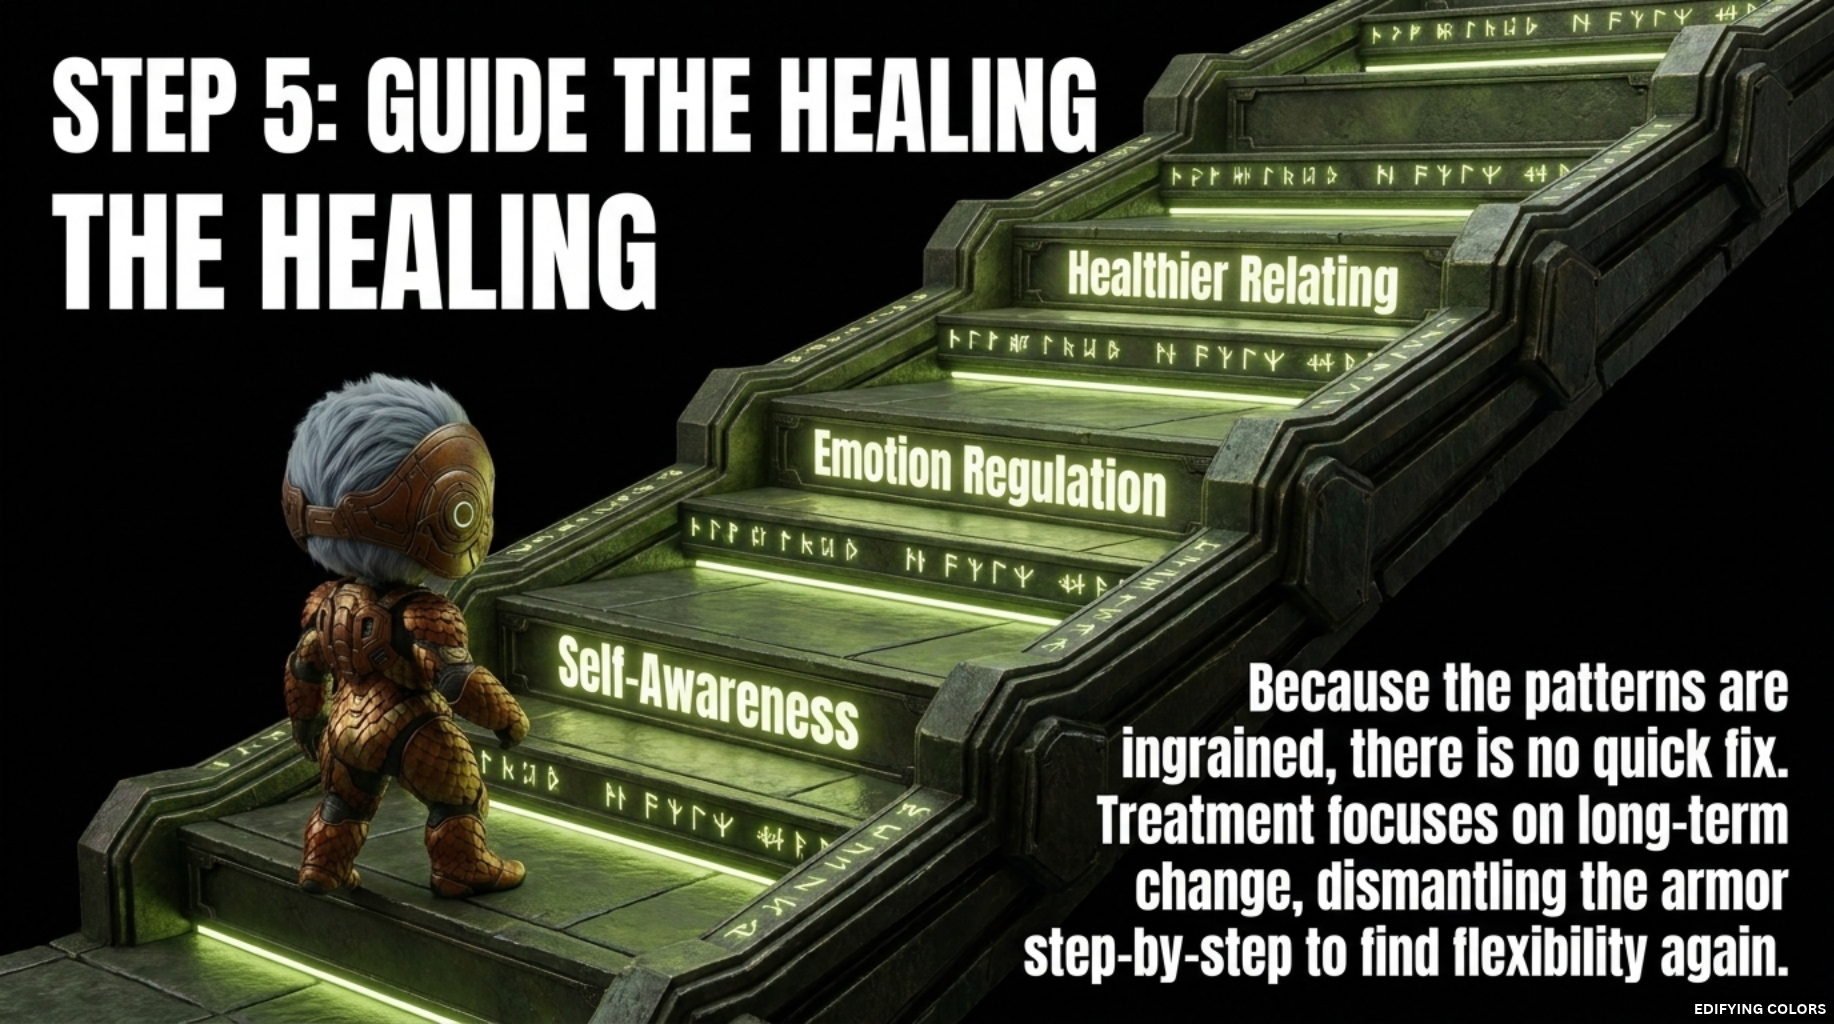 STEP 5: GUIDE THE HEALING
THE HEALING
Healthier Relating
Emotion Regulation
Self-Awareness
Because the patterns are
ingrained, there is no quick fix.
Treatment focuses on long-term
change, dismantling the armor
step-by-step to find flexibility again.
EDIFYING COLORS